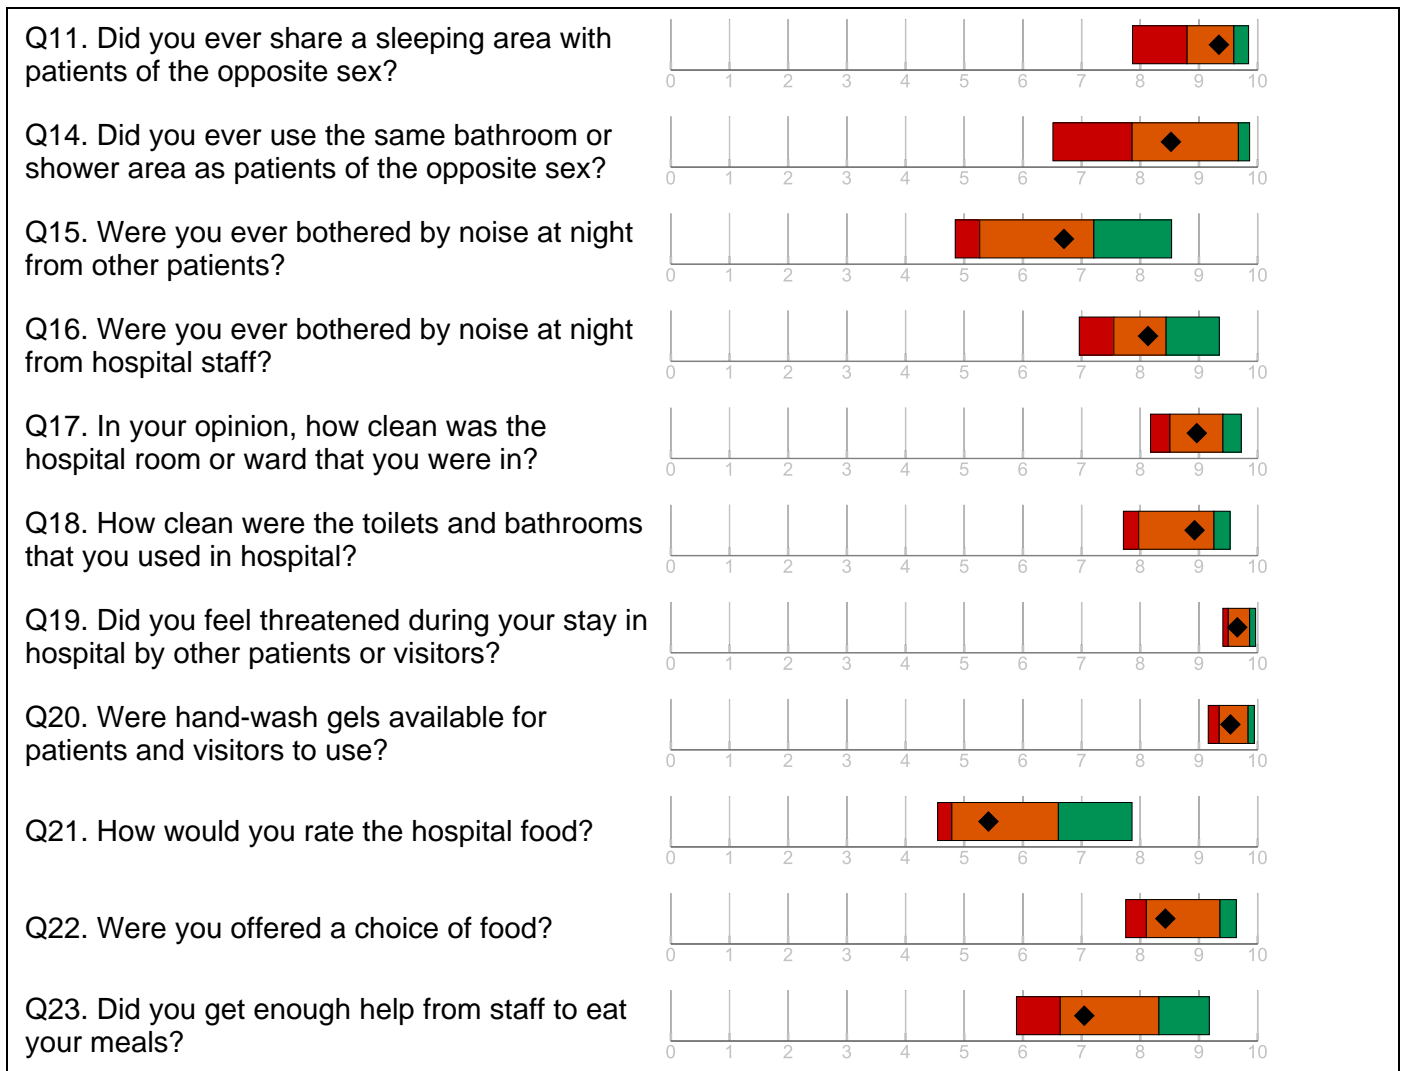 Q11. Did you ever share a sleeping area with
patients of the opposite sex?
0 1 2 3 4 5 6 7 8 9 10
Q14. Did you ever use the same bathroom or
shower area as patients of the opposite sex?
0 1 2 3 4 5 6 7 8 9 10
Q15. Were you ever bothered by noise at night
from other patients?
0 1 2 3 4 5 6 7 8 9 10
Q16. Were you ever bothered by noise at night
from hospital staff?
0 1 2 3 4 5 6 7 8 9 10
Q17. In your opinion, how clean was the
hospital room or ward that you were in?
0 1 2 3 4 5 6 7 8 9 10
Q18. How clean were the toilets and bathrooms
that you used in hospital?
0 1 2 3 4 5 6 7 8 9 10
Q19. Did you feel threatened during your stay in
hospital by other patients or visitors?
0 1 2 3 4 5 6 7 8 9 10
Q20. Were hand-wash gels available for
patients and visitors to use?
0 1 2 3 4 5 6 7 8 9 10
Q21. How would you rate the hospital food?
0 1 2 3 4 5 6 7 8 9 10
Q22. Were you offered a choice of food?
0 1 2 3 4 5 6 7 8 9 10
Q23. Did you get enough help from staff to eat
your meals?
0 1 2 3 4 5 6 7 8 9 10